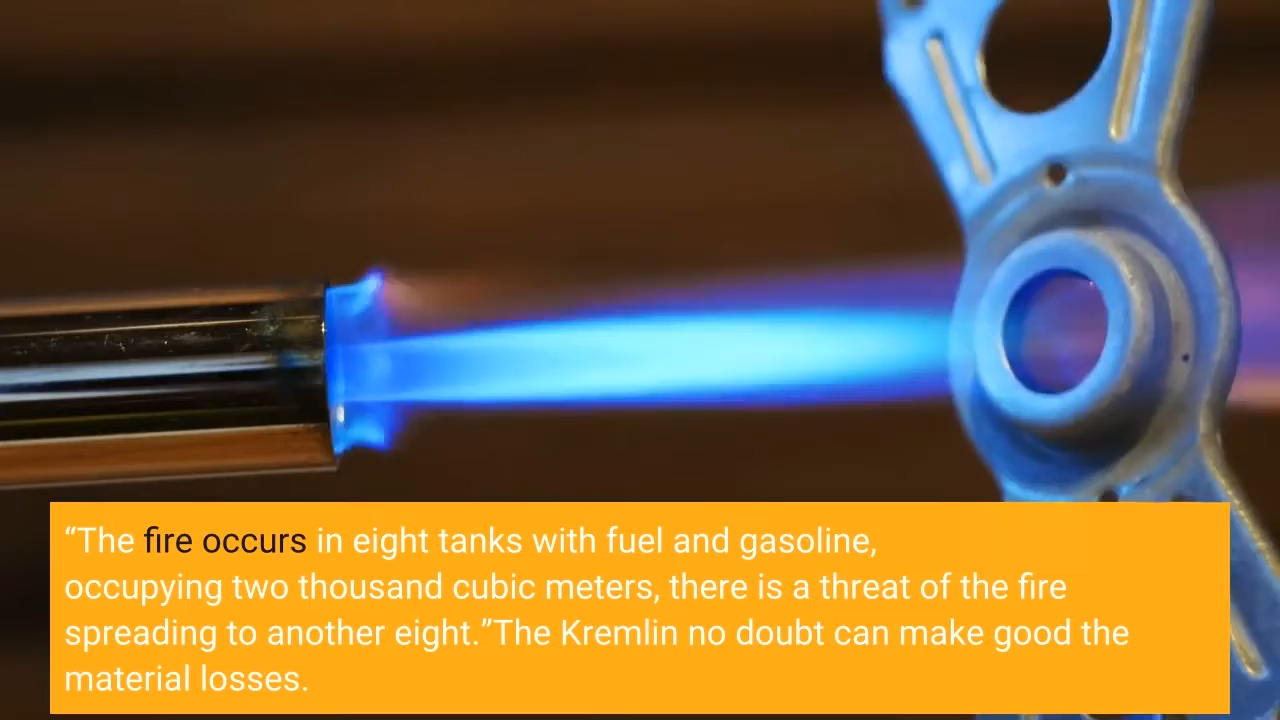 “The fire occurs in eight tanks with fuel and gasoline,
occupying two thousand cubic meters, there is a threat of the fire
spreading to another eight.”The Kremlin no doubt can make good the
material losses.